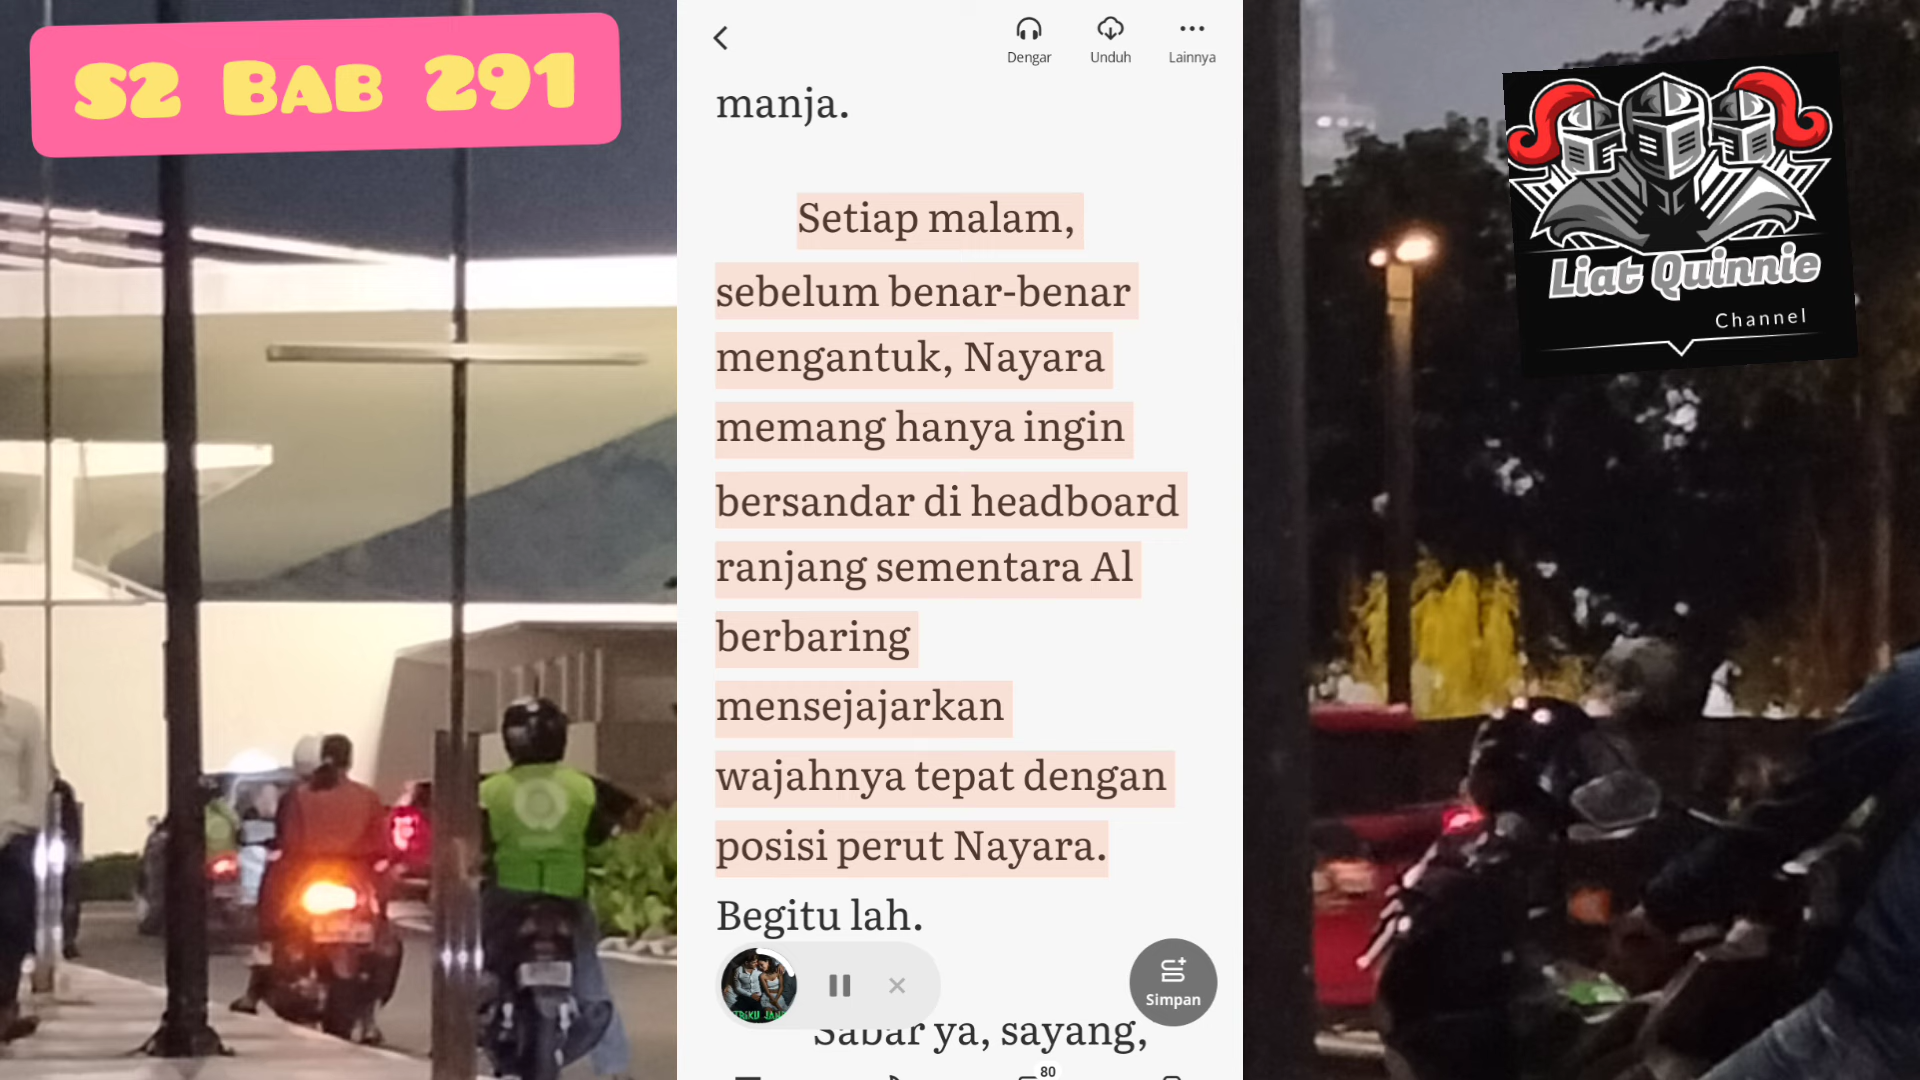 S2 BAB 291
Dengar
Unduh
Lainnya
manja.
Setiap malam,
sebelum benar-benar
mengantuk, Nayara
memang hanya ingin
bersandar di headboard
ranjang sementara Al
berbaring
mensejajarkan
wajahnya tepat dengan
posisi perut Nayara.
Begitu lah.
Simpan
Sabar ya, sayang,
80
Liat Quinnie
Channel